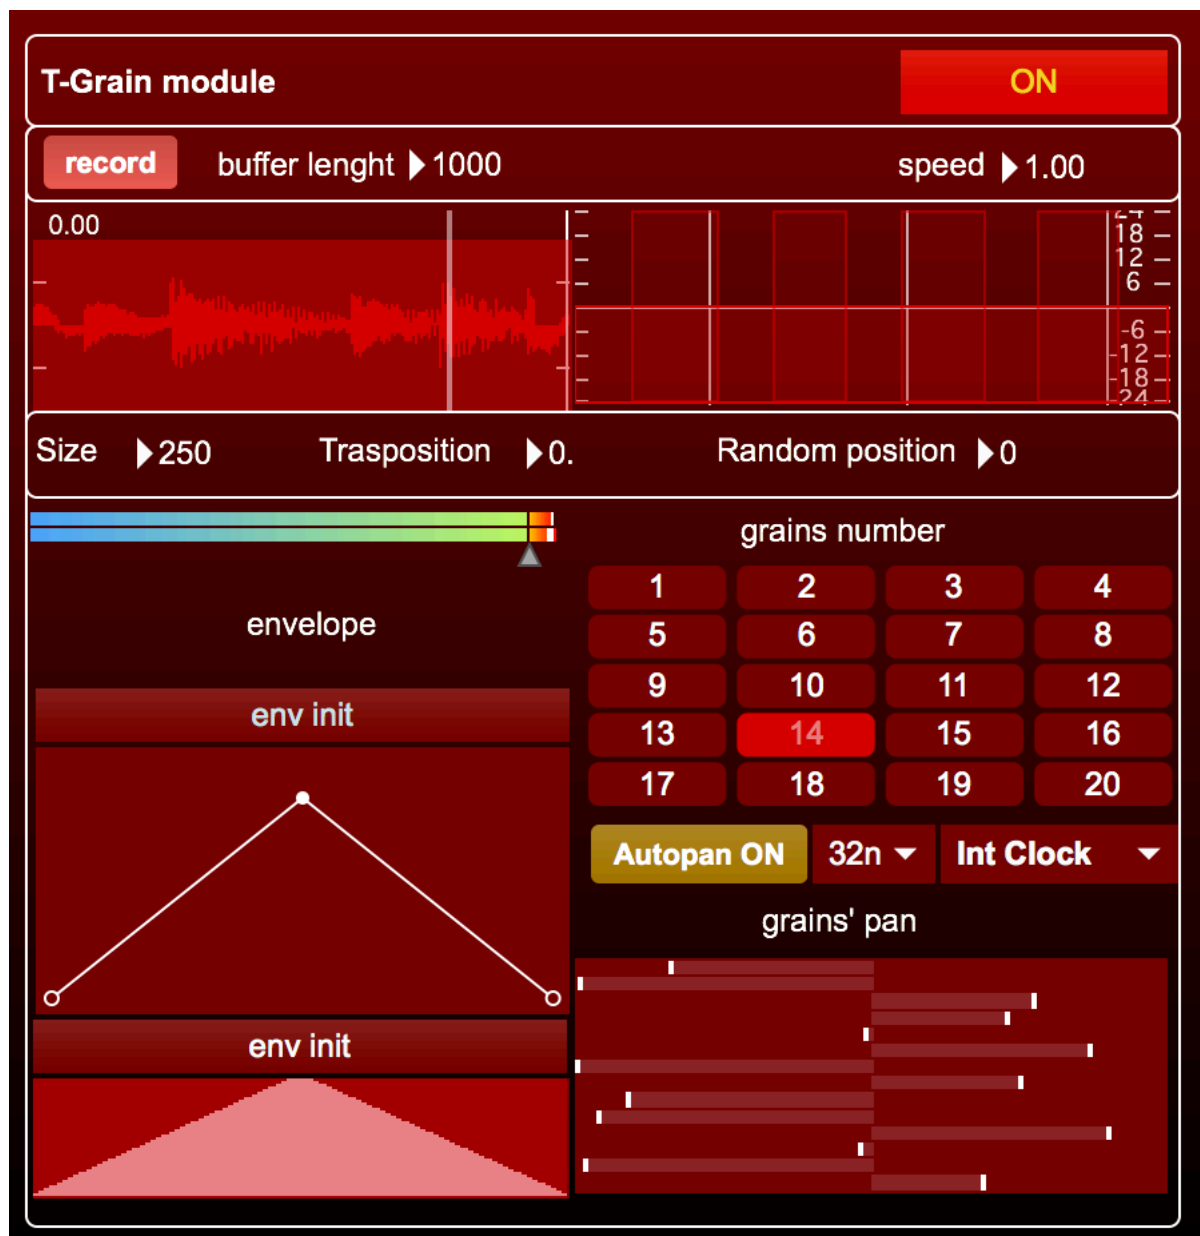 T-Grain module ON
record buffer lenght 1000 speed 1.00
0.00
24
18
12
6
-6
-12
-18
-24
Size 250 Trasposition 0. Random position 0
grains number
1 2 3 4
5 6 7 8
9 10 11 12
13 14 15 16
17 18 19 20
envelope
env init
Autopan ON 32n Int Clock
grains' pan
env init